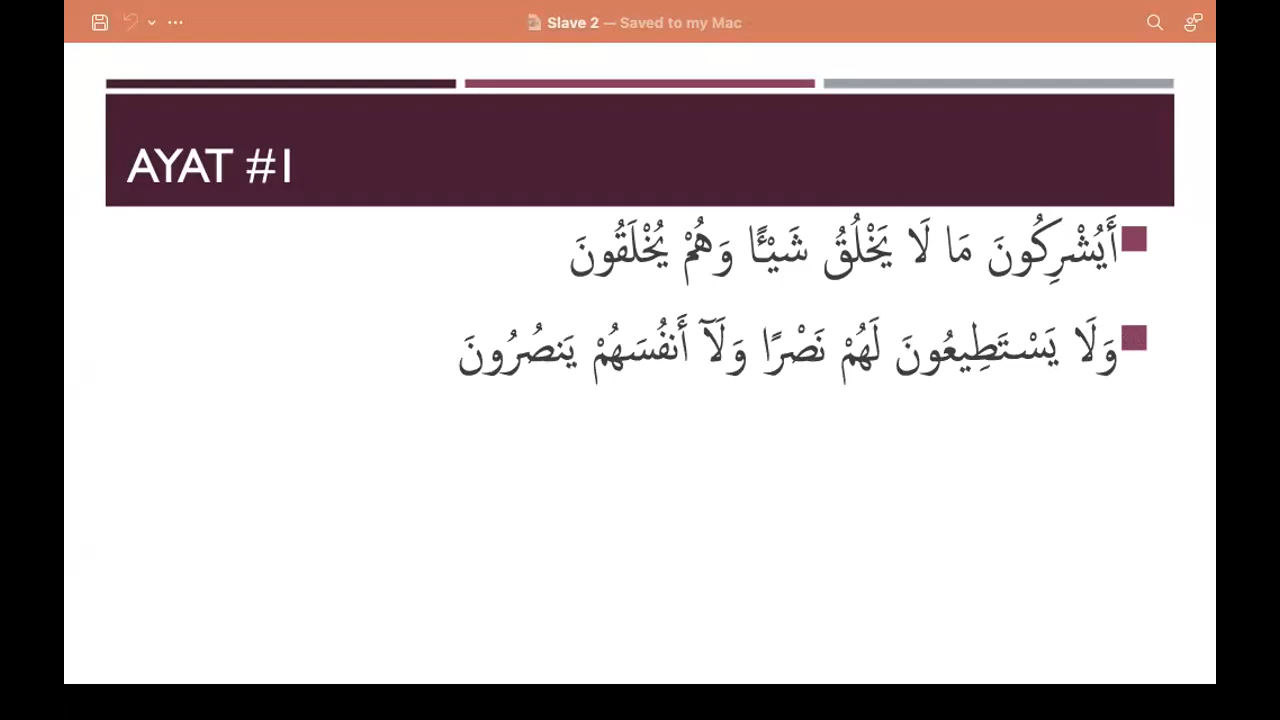 Slave 2 — Saved to my Mac
AYAT #1
أَيُشْرِكُونَ مَا لَا يَخْلُقُ شَيْـًٔا وَهُمْ يُخْلَقُونَ
وَلَا يَسْتَطِيعُونَ لَهُمْ نَصْرًا وَلَآ أَنفُسَهُمْ يَنصُرُونَ